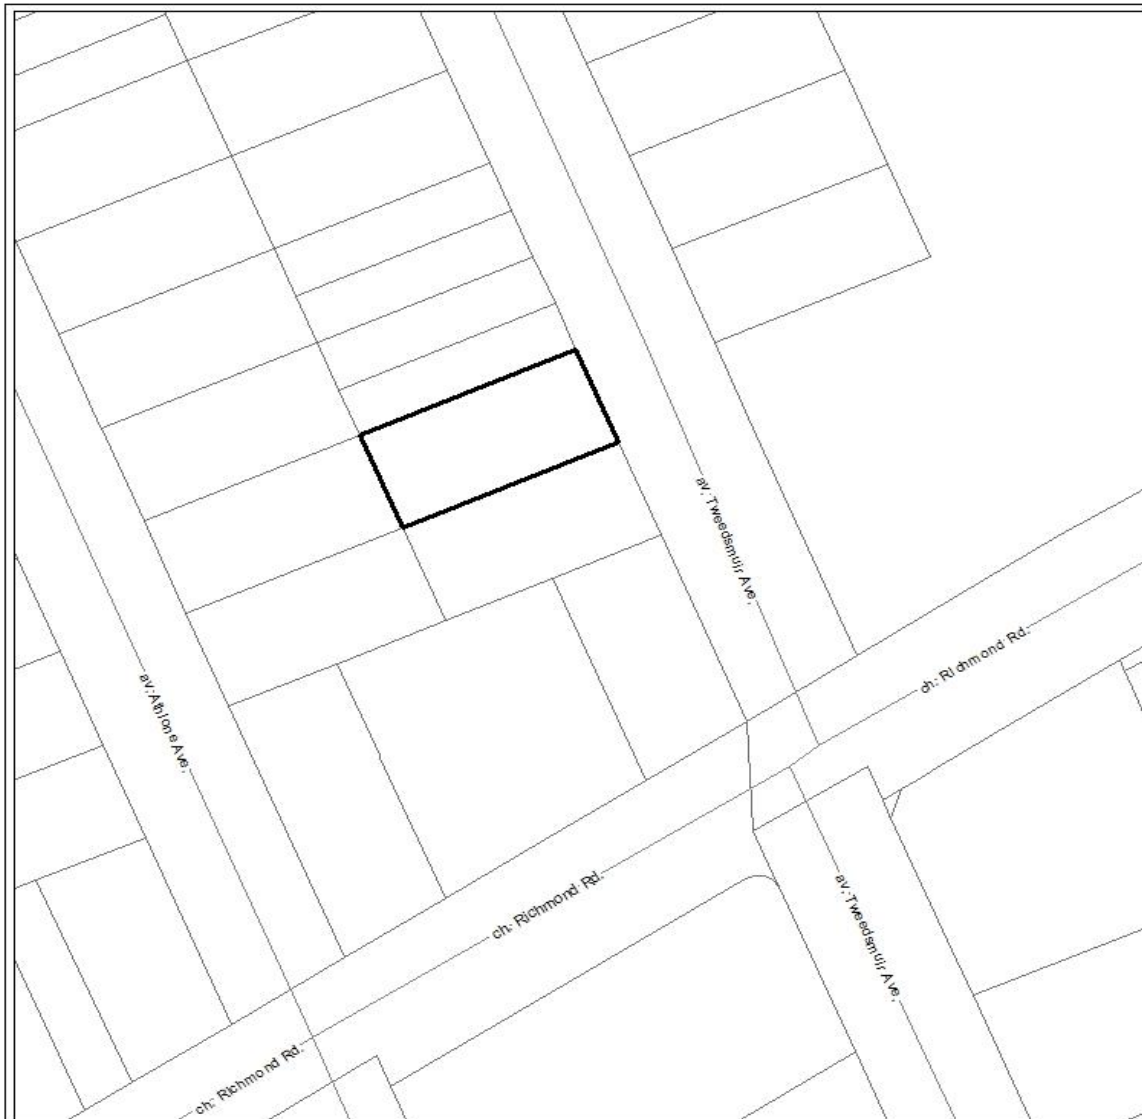 av. Tweedsmuir Ave.
ch. Richmond Rd.
av. Athlone Ave.
ch. Richmond Rd.
av. Tweedsmuir Ave.
ch. Richmond Rd.